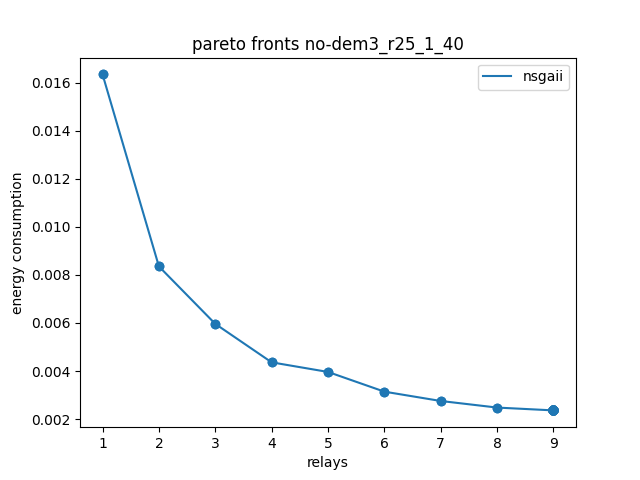 pareto fronts no-dem3_r25_1_40
nsgaii
energy consumption
0.016
0.014
0.012
0.010
0.008
0.006
0.004
0.002
1 2 3 4 5 6 7 8 9
relays